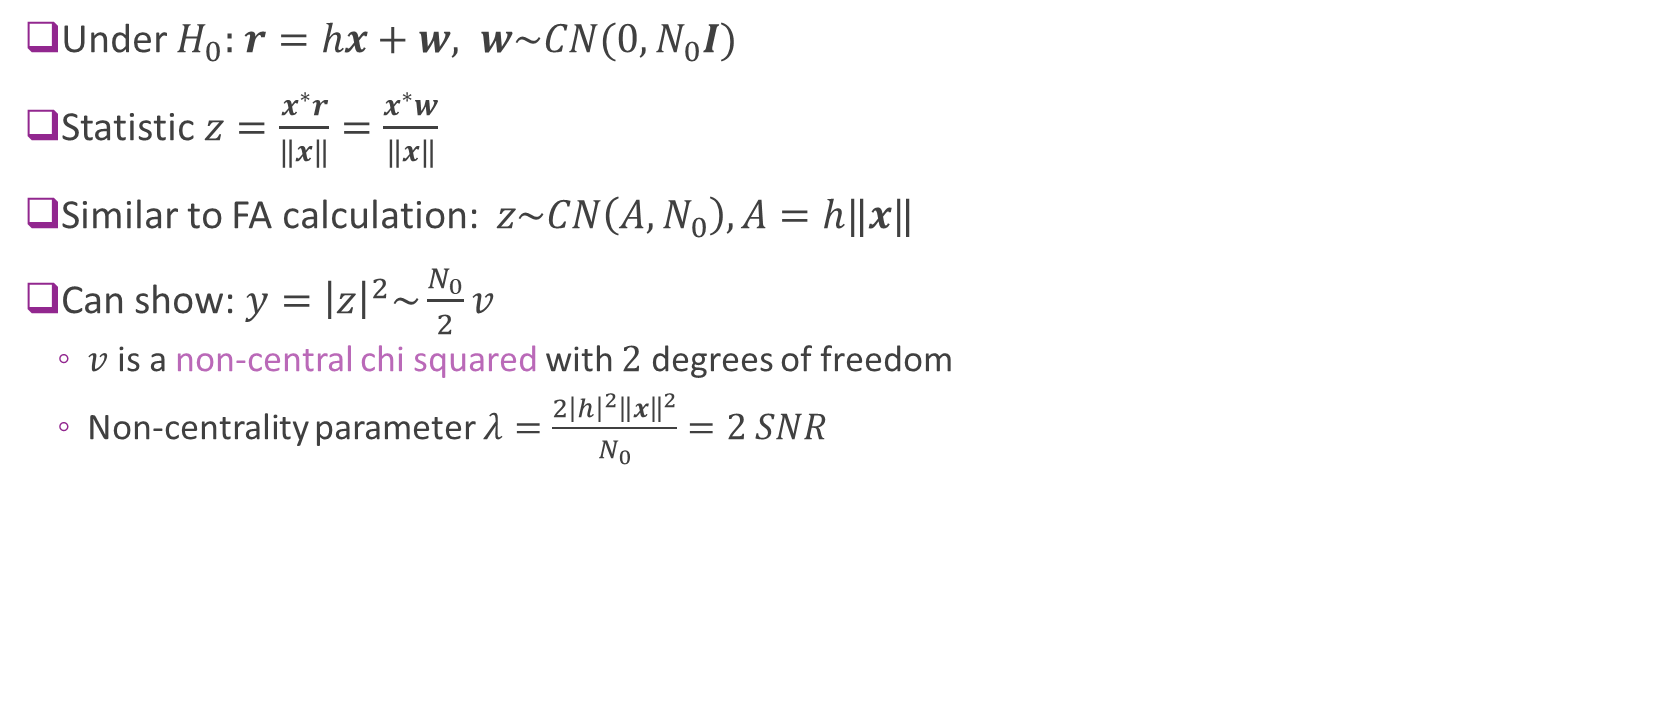 ❑Under H₀: r = hx + w, w~CN(0, N₀I)
❑Statistic z = x*r/‖x‖ = x*w/‖x‖
❑Similar to FA calculation: z~CN(A, N₀), A = h‖x‖
❑Can show: y = |z|²~ N₀/2 v
◦ v is a non-central chi squared with 2 degrees of freedom
◦ Non-centrality parameter λ = 2|h|²‖x‖²/N₀ = 2 SNR